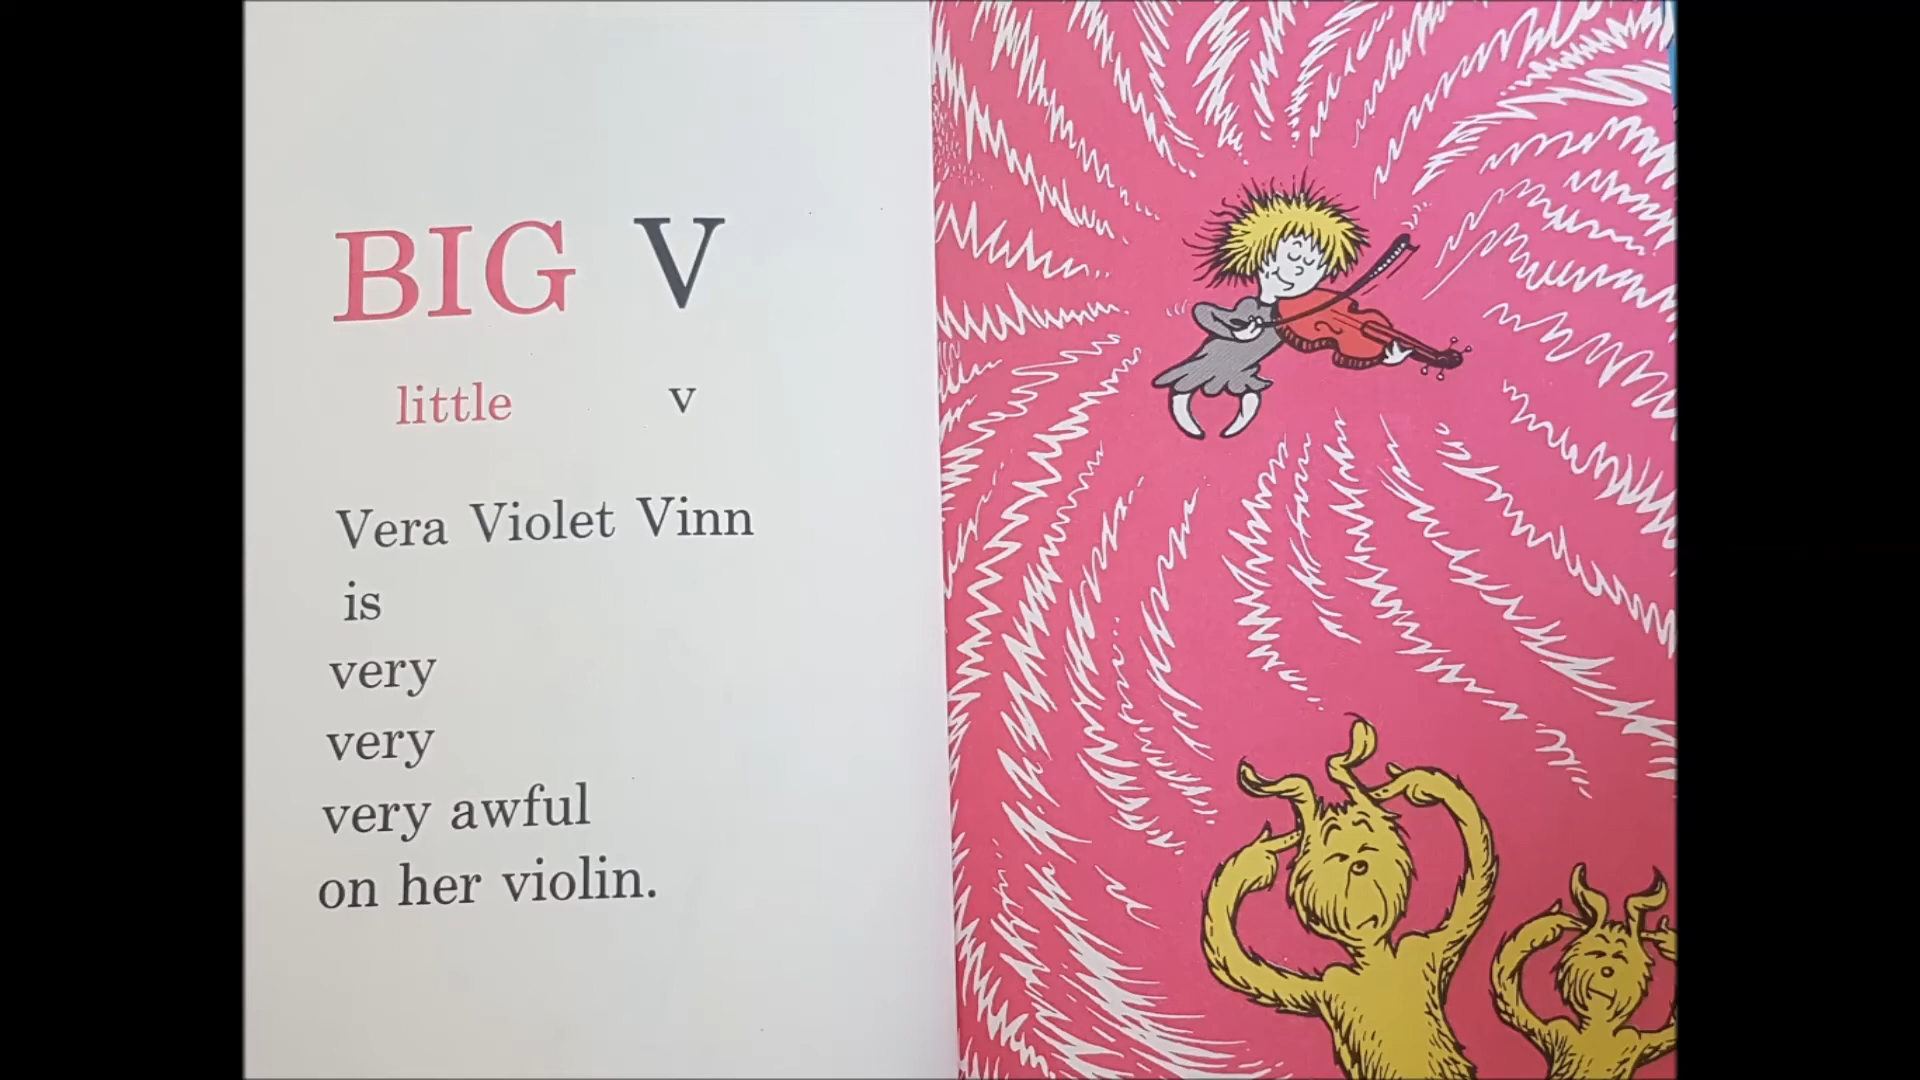 BIG V
little v
Vera Violet Vinn
is
very
very
very awful
on her violin.